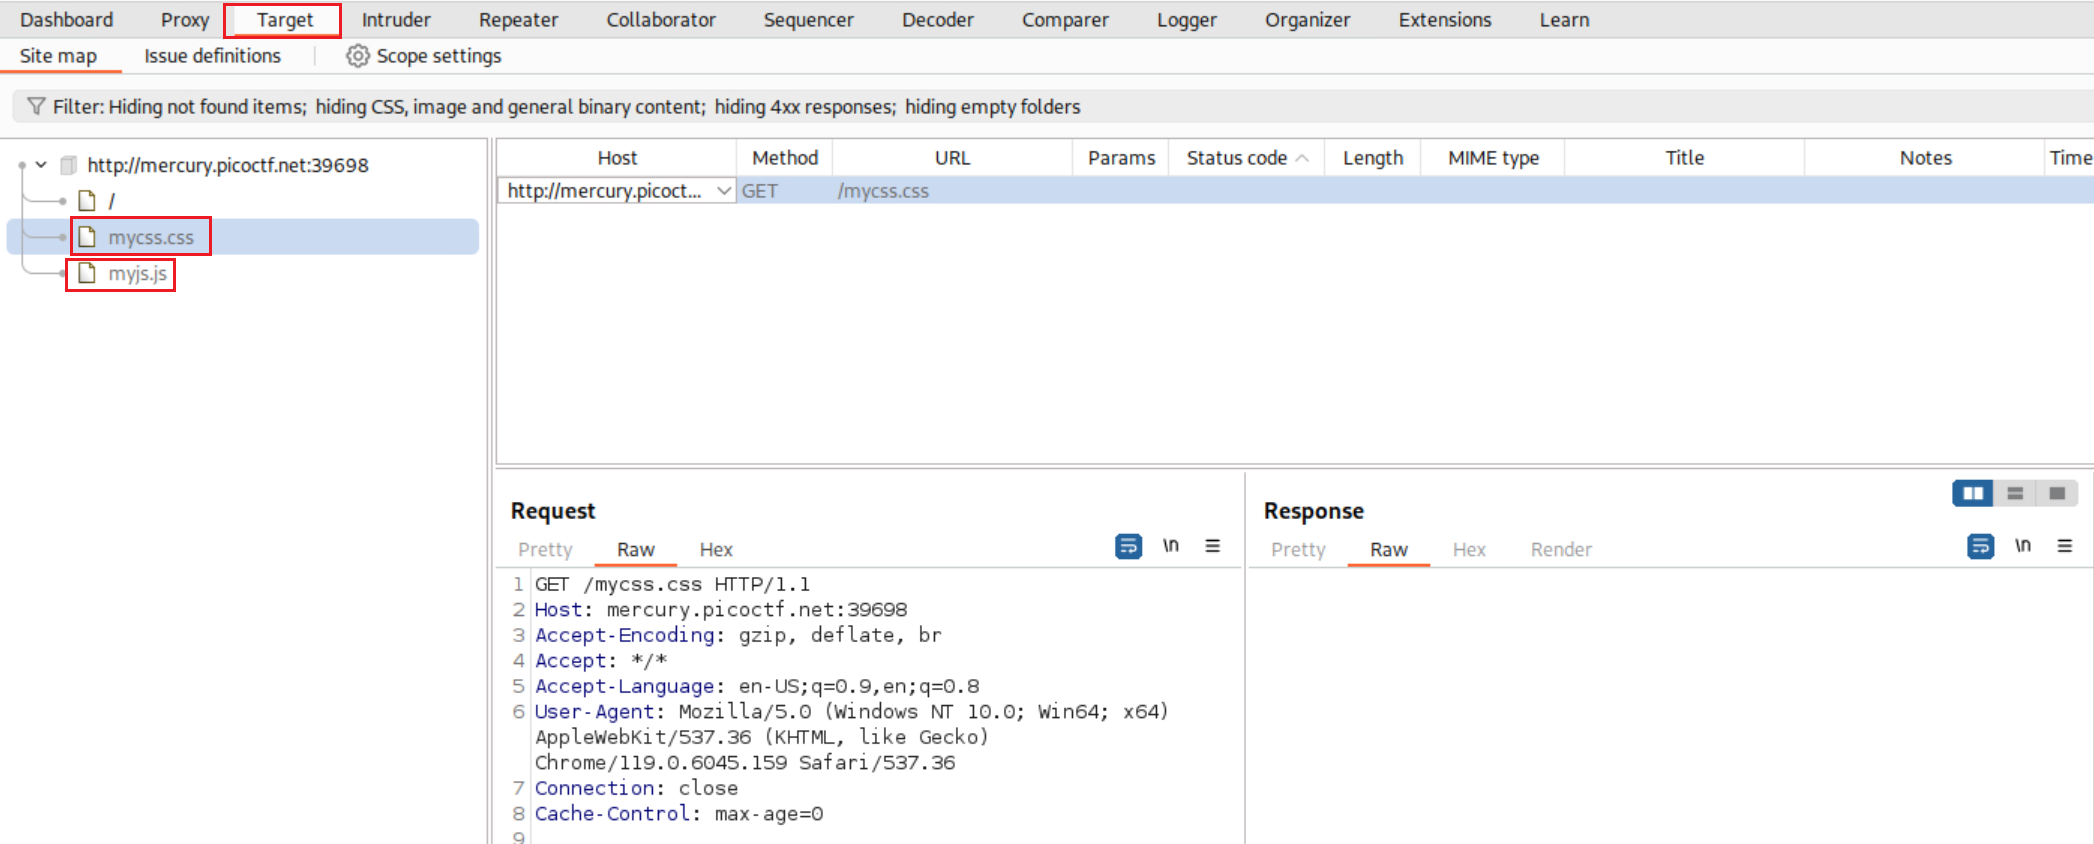 Dashboard Proxy Target Intruder Repeater Collaborator Sequencer Decoder Comparer Logger Organizer Extensions Learn
Site map Issue definitions Scope settings
Filter: Hiding not found items; hiding CSS, image and general binary content; hiding 4xx responses; hiding empty folders
http://mercury.picoctf.net:39698
/
mycss.css
myjs.js
Host Method URL Params Status code Length MIME type Title Notes Time
http://mercury.picoct... GET /mycss.css
Request
Pretty Raw Hex \n
1 GET /mycss.css HTTP/1.1
2 Host: mercury.picoctf.net:39698
3 Accept-Encoding: gzip, deflate, br
4 Accept: */*
5 Accept-Language: en-US;q=0.9,en;q=0.8
6 User-Agent: Mozilla/5.0 (Windows NT 10.0; Win64; x64)
AppleWebKit/537.36 (KHTML, like Gecko)
Chrome/119.0.6045.159 Safari/537.36
7 Connection: close
8 Cache-Control: max-age=0
9
Response
Pretty Raw Hex Render \n